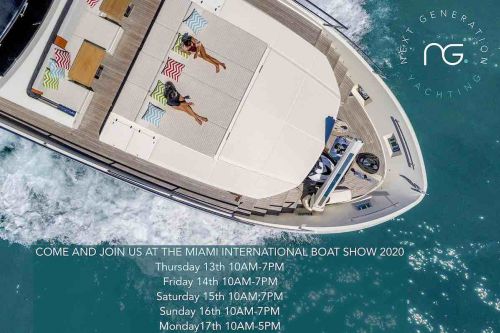 NEXT GENERATION
NG
YACHTING
COME AND JOIN US AT THE MIAMI INTERNATIONAL BOAT SHOW 2020
Thursday 13th 10AM-7PM
Friday 14th 10AM-7PM
Saturday 15th 10AM;7PM
Sunday 16th 10AM-7PM
Monday17th 10AM-5PM